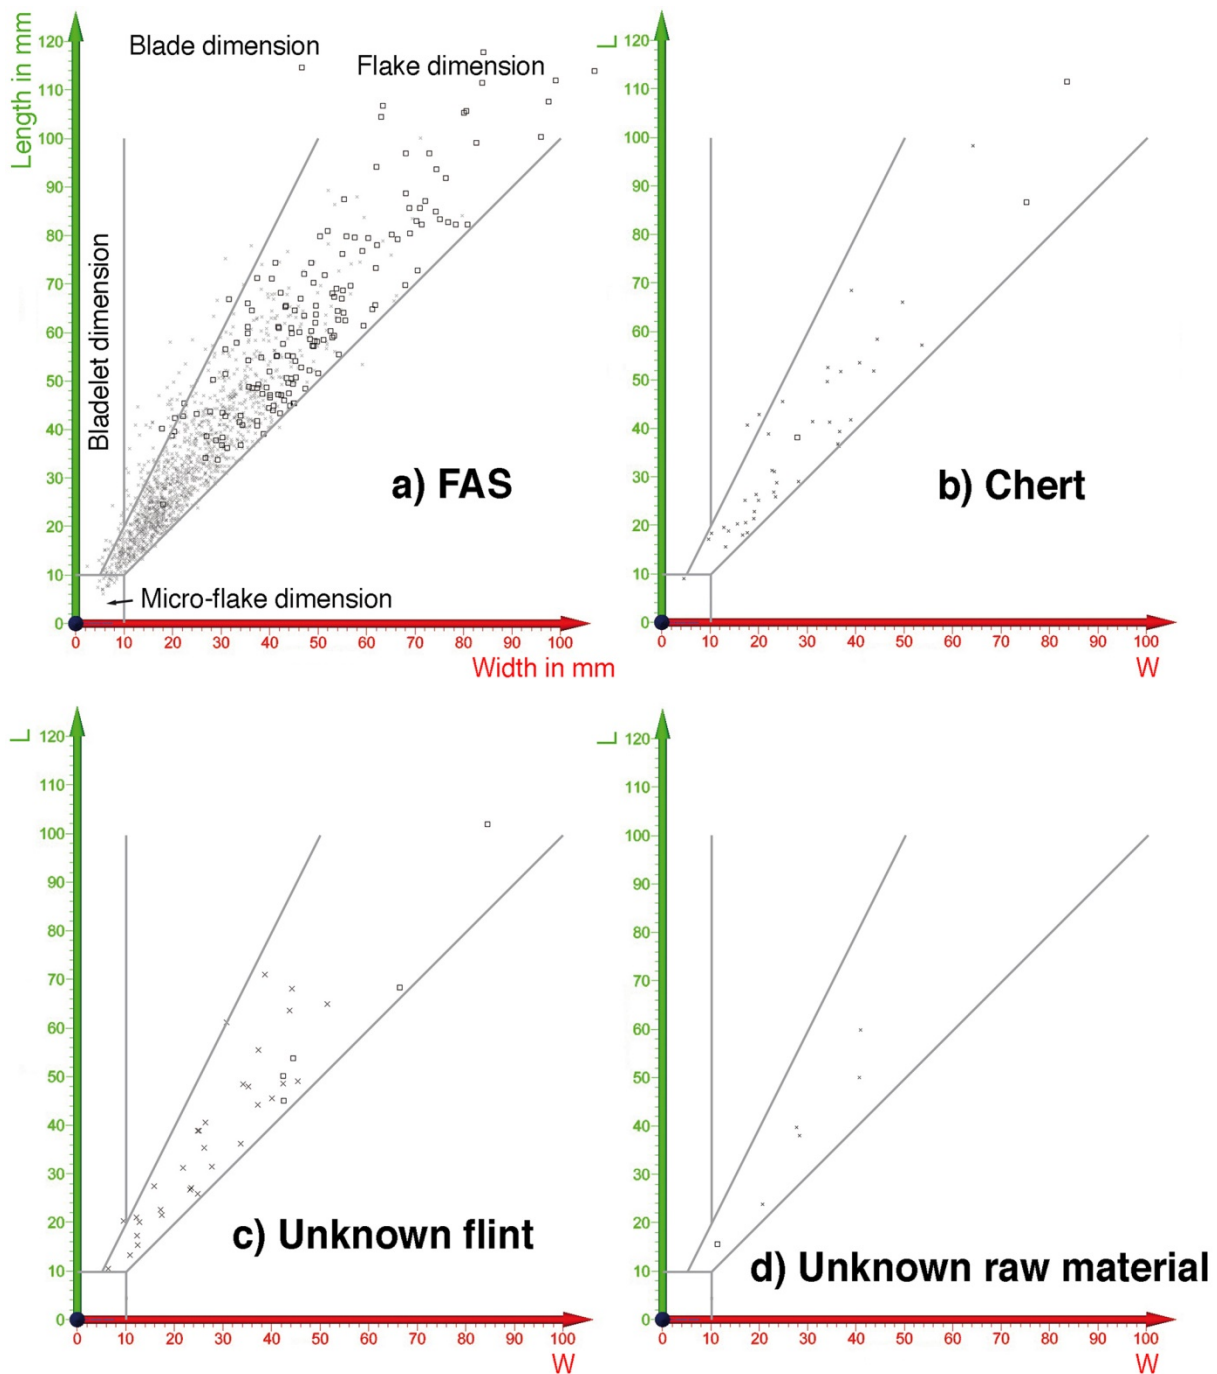 Length in mm
120
110
100
90
80
70
60
50
40
30
20
10
0
Blade dimension
Flake dimension
Bladelet dimension
a) FAS
Micro-flake dimension
0 10 20 30 40 50 60 70 80 90 100
Width in mm
L
120
110
100
90
80
70
60
50
40
30
20
10
0
b) Chert
0 10 20 30 40 50 60 70 80 90 100
W
L
120
110
100
90
80
70
60
50
40
30
20
10
0
c) Unknown flint
0 10 20 30 40 50 60 70 80 90 100
W
L
120
110
100
90
80
70
60
50
40
30
20
10
0
d) Unknown raw material
0 10 20 30 40 50 60 70 80 90 100
W